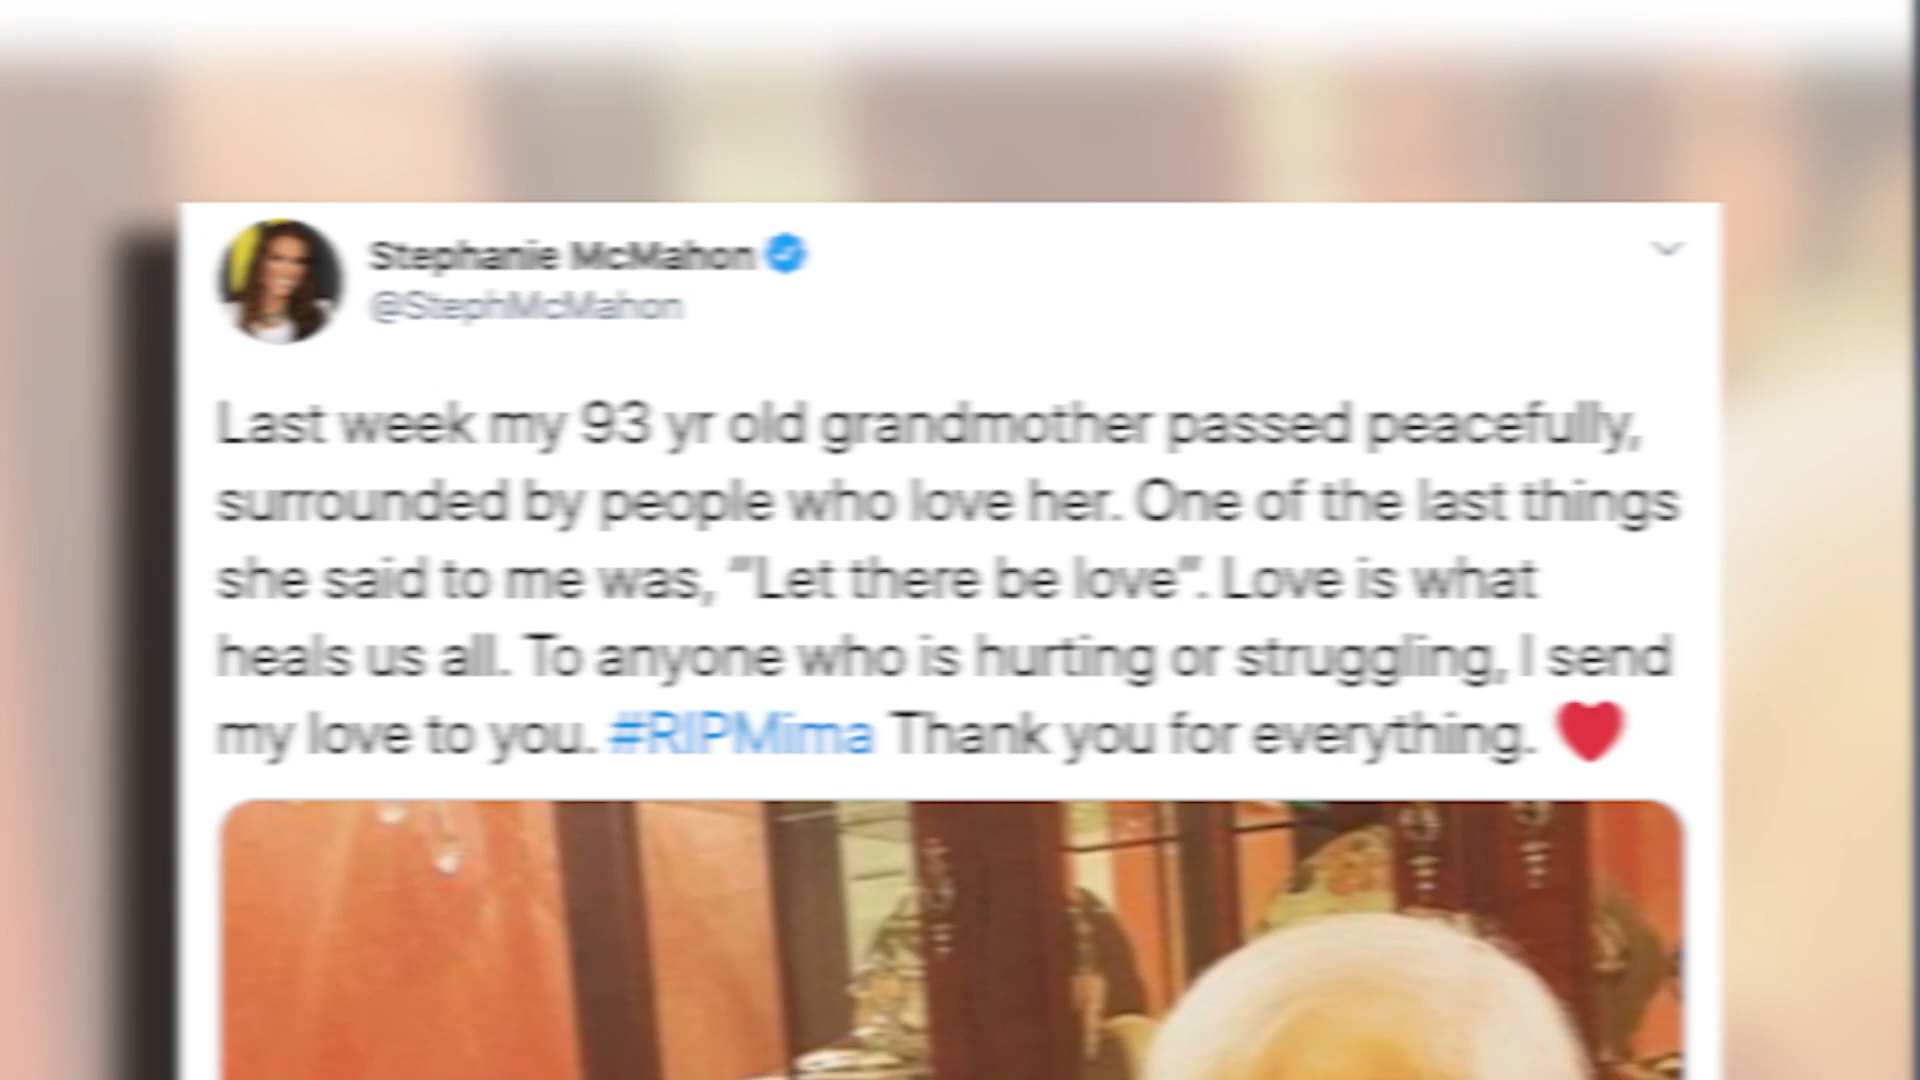 Stephanie McMahon
@StephMcMahon
Last week my 93 yr old grandmother passed peacefully,
surrounded by people who love her. One of the last things
she said to me was, “Let there be love”. Love is what
heals us all. To anyone who is hurting or struggling, I send
my love to you. #RIPMima Thank you for everything. ❤️